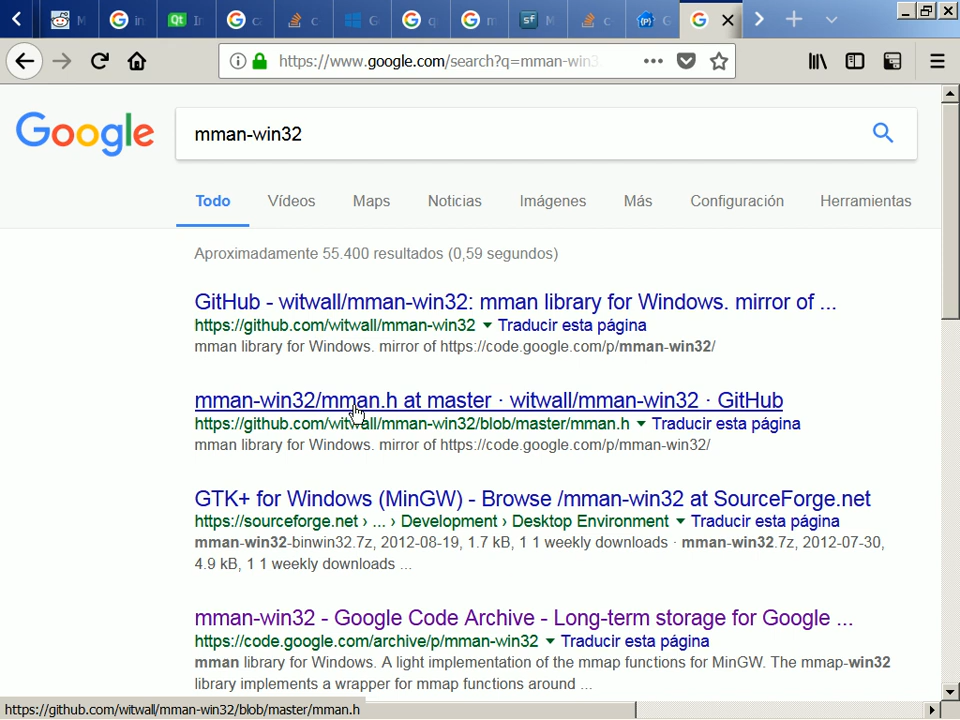 https://www.google.com/search?q=mman-win3
Google
mman-win32
Todo Vídeos Maps Noticias Imágenes Más Configuración Herramientas
Aproximadamente 55.400 resultados (0,59 segundos)
GitHub - witwall/mman-win32: mman library for Windows. mirror of ...
https://github.com/witwall/mman-win32 ▼ Traducir esta página
mman library for Windows. mirror of https://code.google.com/p/mman-win32/
mman-win32/mman.h at master · witwall/mman-win32 · GitHub
https://github.com/witwall/mman-win32/blob/master/mman.h ▼ Traducir esta página
mman library for Windows. mirror of https://code.google.com/p/mman-win32/
GTK+ for Windows (MinGW) - Browse /mman-win32 at SourceForge.net
https://sourceforge.net › ... › Development › Desktop Environment ▼ Traducir esta página
mman-win32-binwin32.7z, 2012-08-19, 1.7 kB, 1 1 weekly downloads · mman-win32.7z, 2012-07-30,
4.9 kB, 1 1 weekly downloads ...
mman-win32 - Google Code Archive - Long-term storage for Google ...
https://code.google.com/archive/p/mman-win32 ▼ Traducir esta página
mman library for Windows. A light implementation of the mmap functions for MinGW. The mmap-win32
library implements a wrapper for mmap functions around ...
https://github.com/witwall/mman-win32/blob/master/mman.h